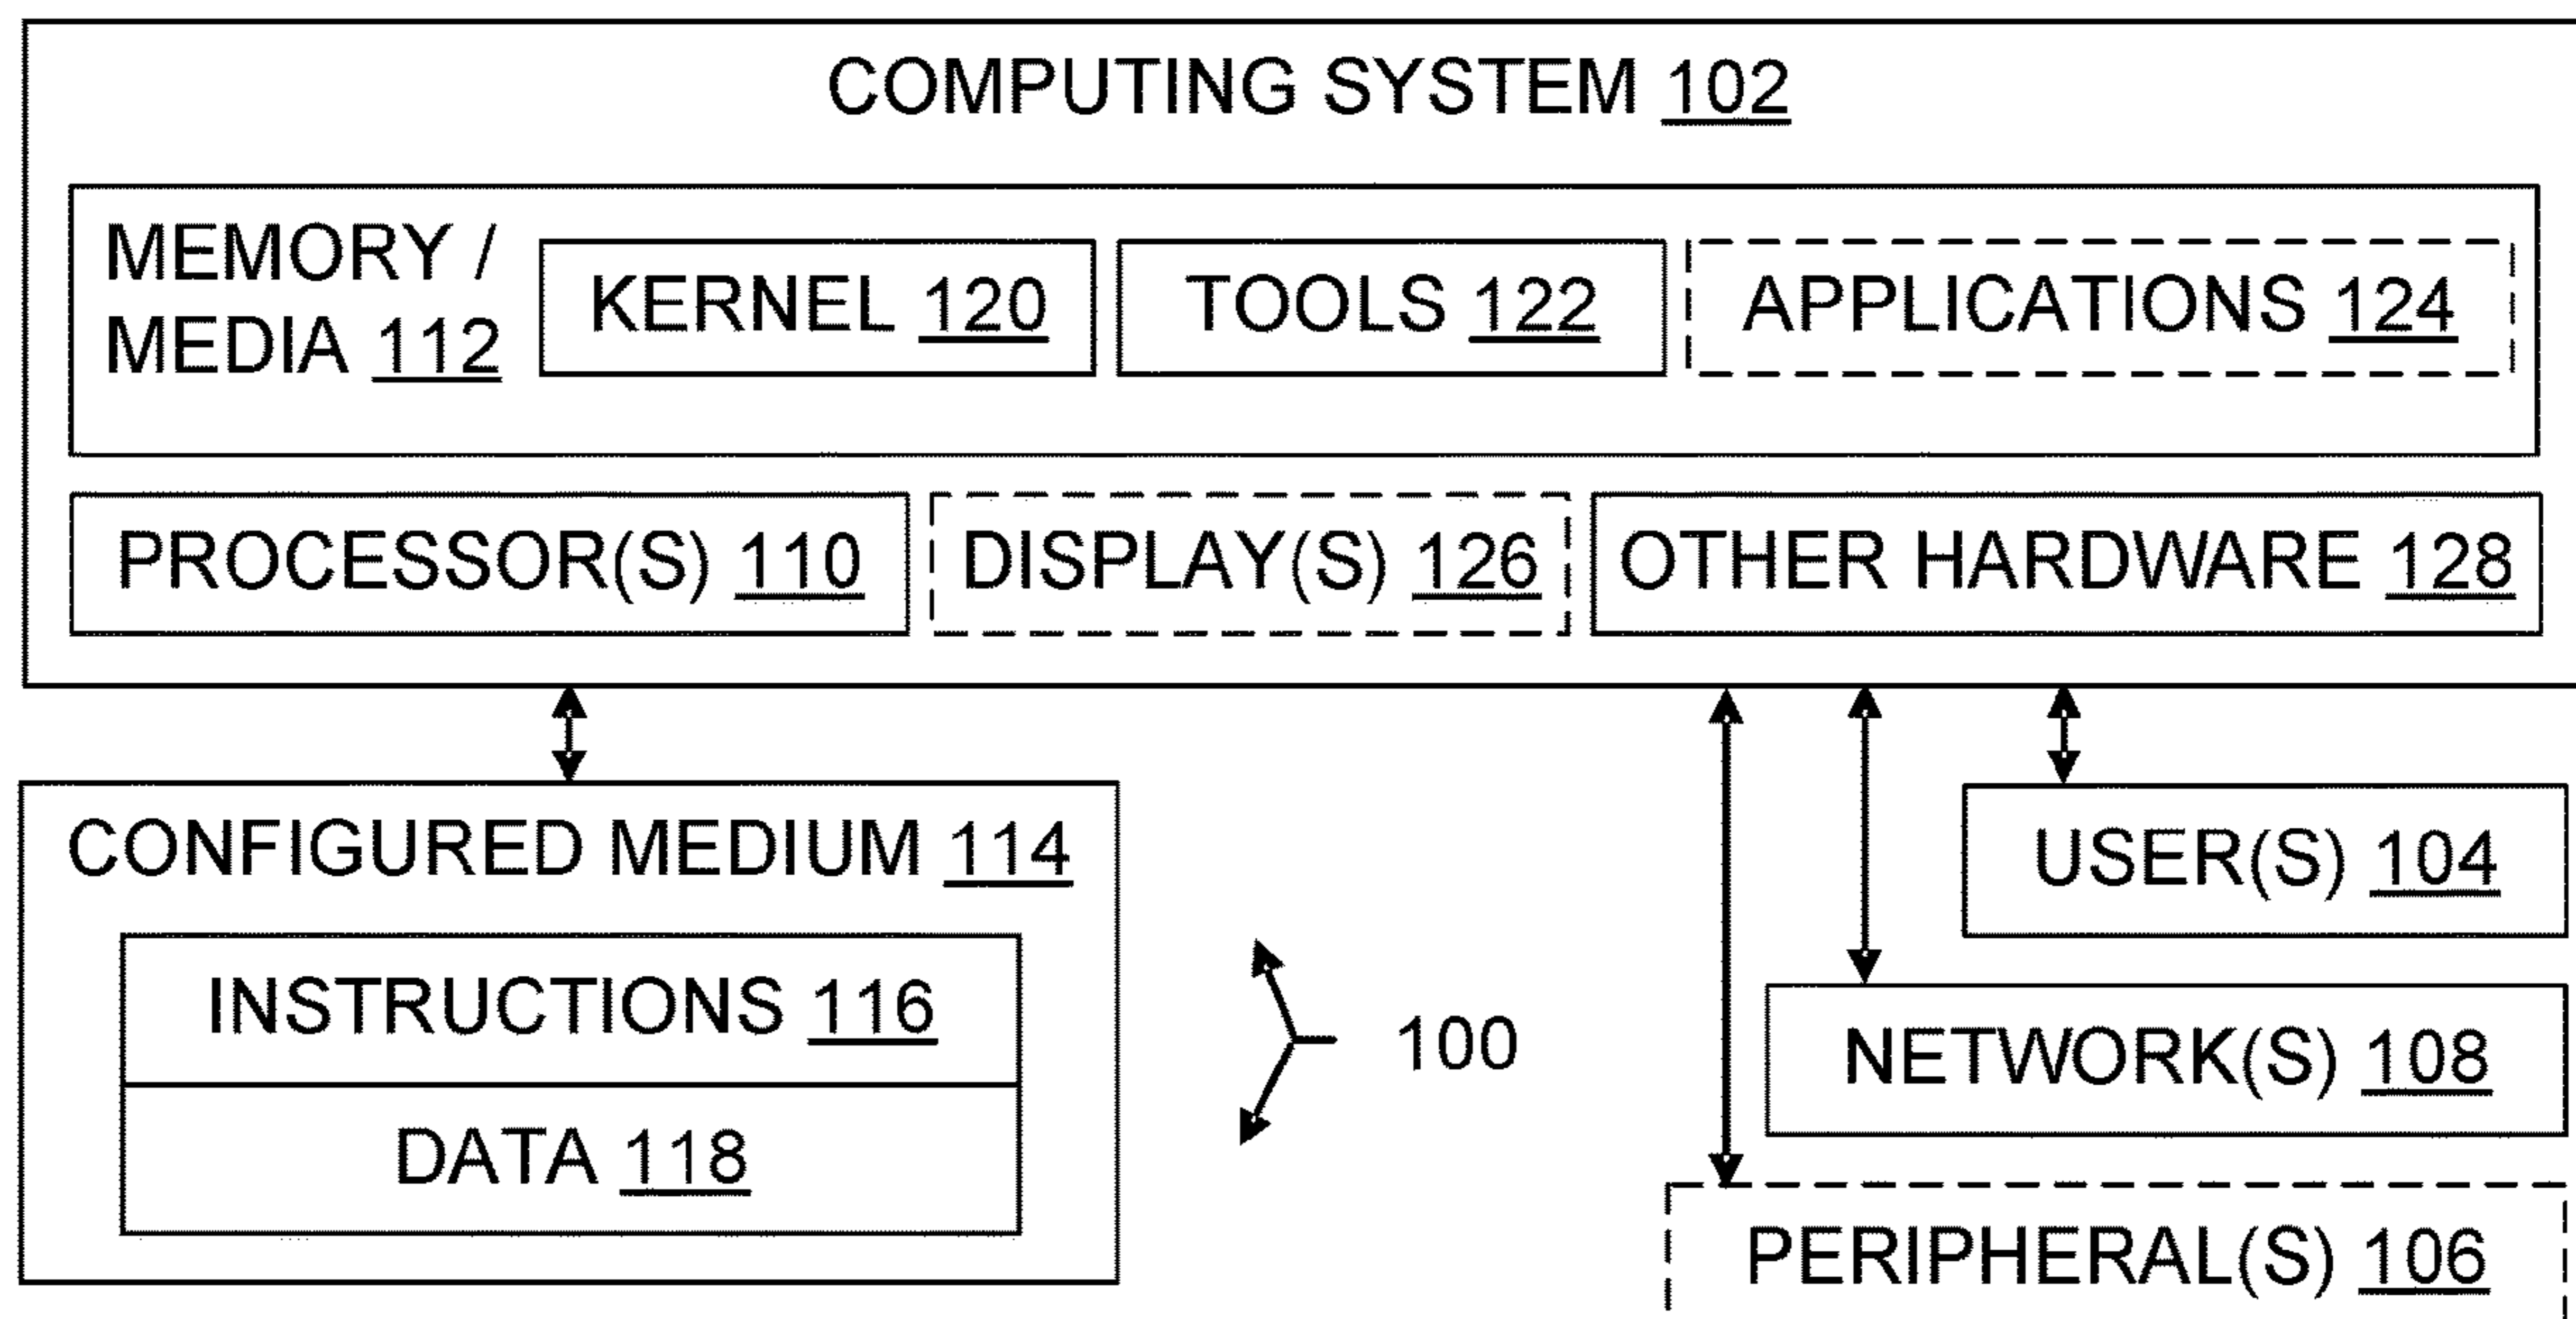 COMPUTING SYSTEM 102
MEMORY /
MEDIA 112
KERNEL 120
TOOLS 122
APPLICATIONS 124
PROCESSOR(S) 110
DISPLAY(S) 126
OTHER HARDWARE 128
CONFIGURED MEDIUM 114
INSTRUCTIONS 116
DATA 118
100
USER(S) 104
NETWORK(S) 108
PERIPHERAL(S) 106